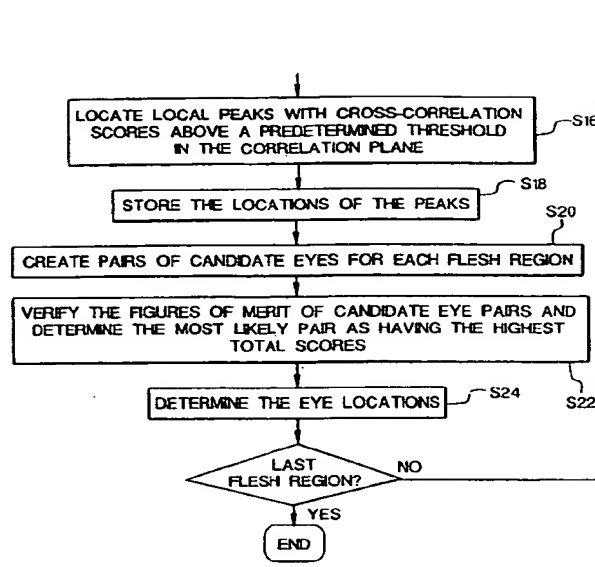 LOCATE LOCAL PEAKS WITH CROSS-CORRELATION
SCORES ABOVE A PREDETERMINED THRESHOLD
IN THE CORRELATION PLANE
S16
STORE THE LOCATIONS OF THE PEAKS
S18
S20
CREATE PAIRS OF CANDIDATE EYES FOR EACH FLESH REGION
VERIFY THE FIGURES OF MERIT OF CANDIDATE EYE PAIRS AND
DETERMINE THE MOST LIKELY PAIR AS HAVING THE HIGHEST
TOTAL SCORES
S22
DETERMINE THE EYE LOCATIONS
S24
LAST
FLESH REGION?
NO
YES
END